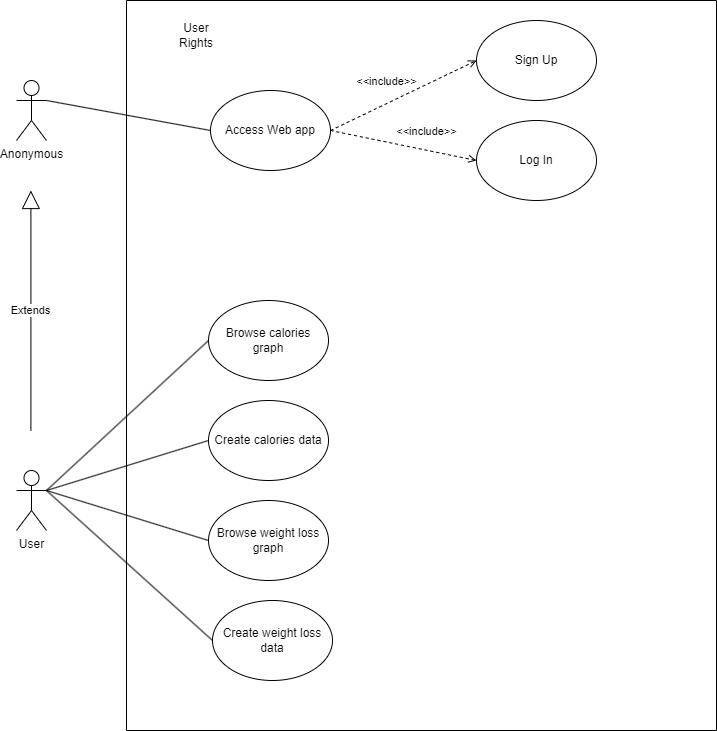 User
Rights
Sign Up
<<include>>
Access Web app
<<include>>
Log In
Anonymous
Extends
Browse calories
graph
Create calories data
Browse weight loss
graph
User
Create weight loss
data